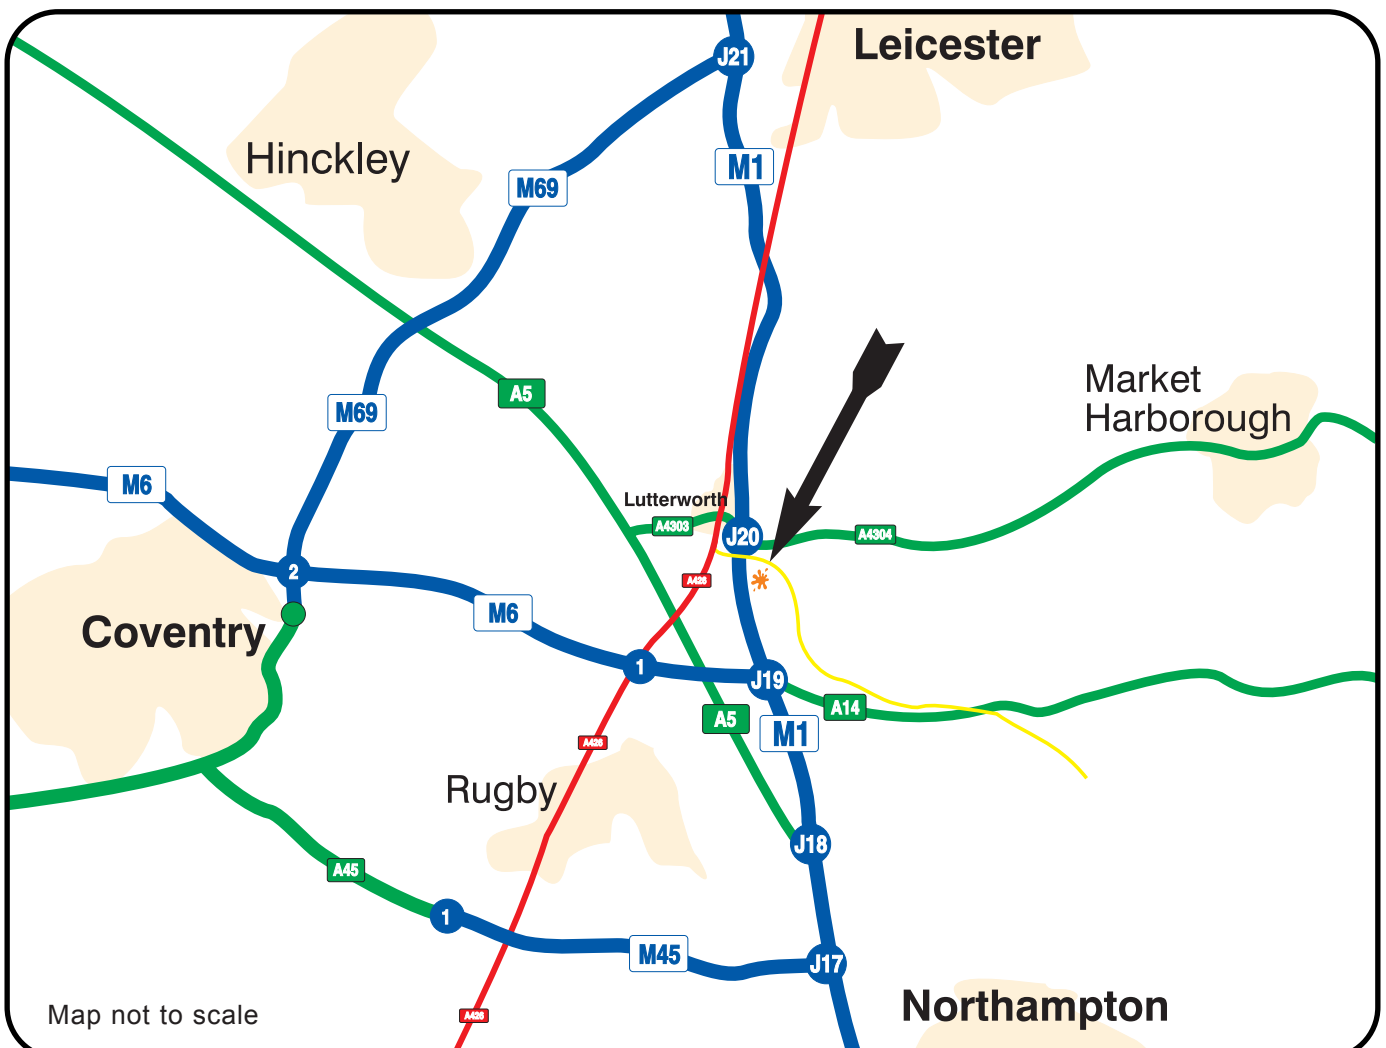 Leicester
J21
Hinckley
M1
M69
Market
Harborough
A5
M69
M6
Lutterworth
A4303
J20
A4304
2
A426
M6
Coventry
1
J19
A14
A5
M1
A426
Rugby
J18
A45
1
M45
J17
Northampton
Map not to scale
A426